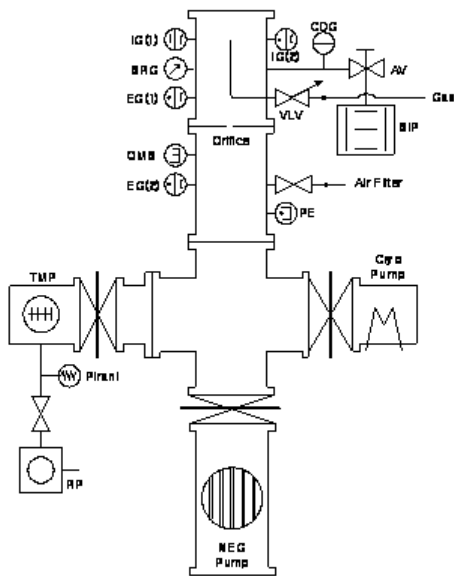 CDG
IG(1)
IG(2)
SRG
AV
EG(1)
VLV
Gas
SIP
Orifice
QMS
EG(2)
Air Filter
PE
TMP
Cryo
Pump
Pirani
RP
NEG
Pump